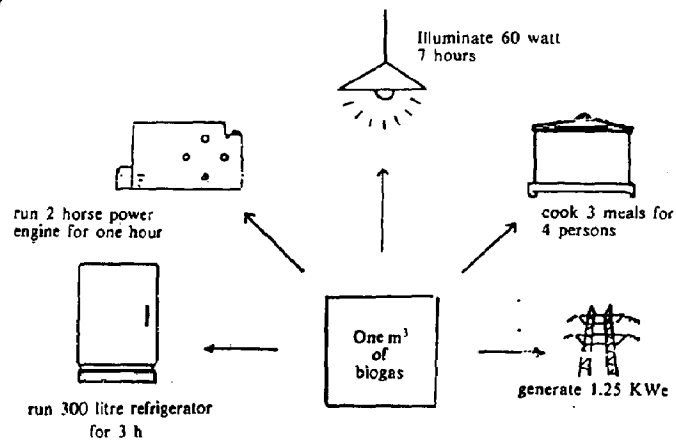 Illuminate 60 watt
7 hours
run 2 horse power
engine for one hour
cook 3 meals for
4 persons
One m³
of
biogas
run 300 litre refrigerator
for 3 h
generate 1.25 KWe